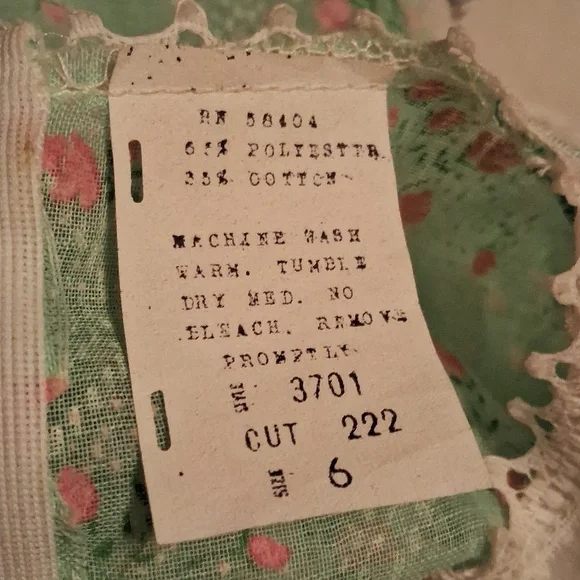 RN 58404
65% POLYESTER
35% COTTON
MACHINE WASH
WARM. TUMBLE
DRY MED. NO
BLEACH. REMOVE
PROMPTLY
STYLE 3701
CUT 222
SIZE 6